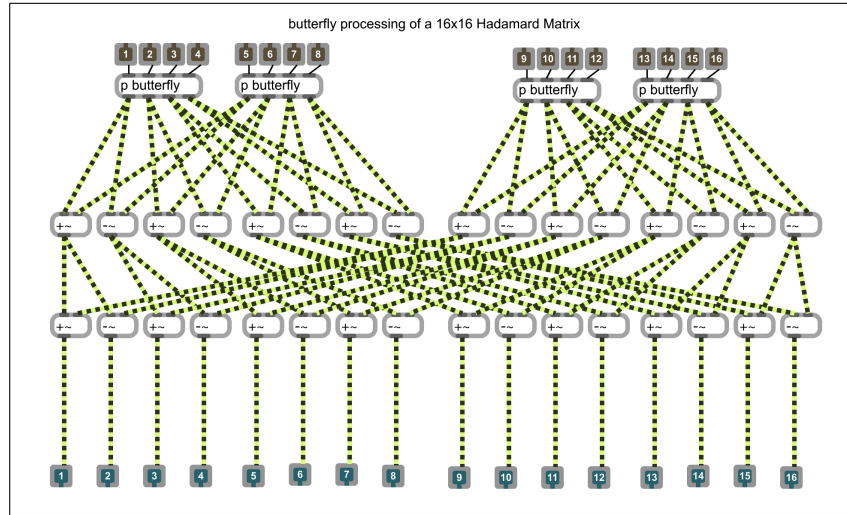 butterfly processing of a 16x16 Hadamard Matrix
1 2 3 4 5 6 7 8 9 10 11 12 13 14 15 16
p butterfly p butterfly p butterfly p butterfly
+~ -~ +~ -~ +~ -~ +~ -~ +~ -~ +~ -~ +~ -~ +~ -~
+~ -~ +~ -~ +~ -~ +~ -~ +~ -~ +~ -~ +~ -~ +~ -~
1 2 3 4 5 6 7 8 9 10 11 12 13 14 15 16